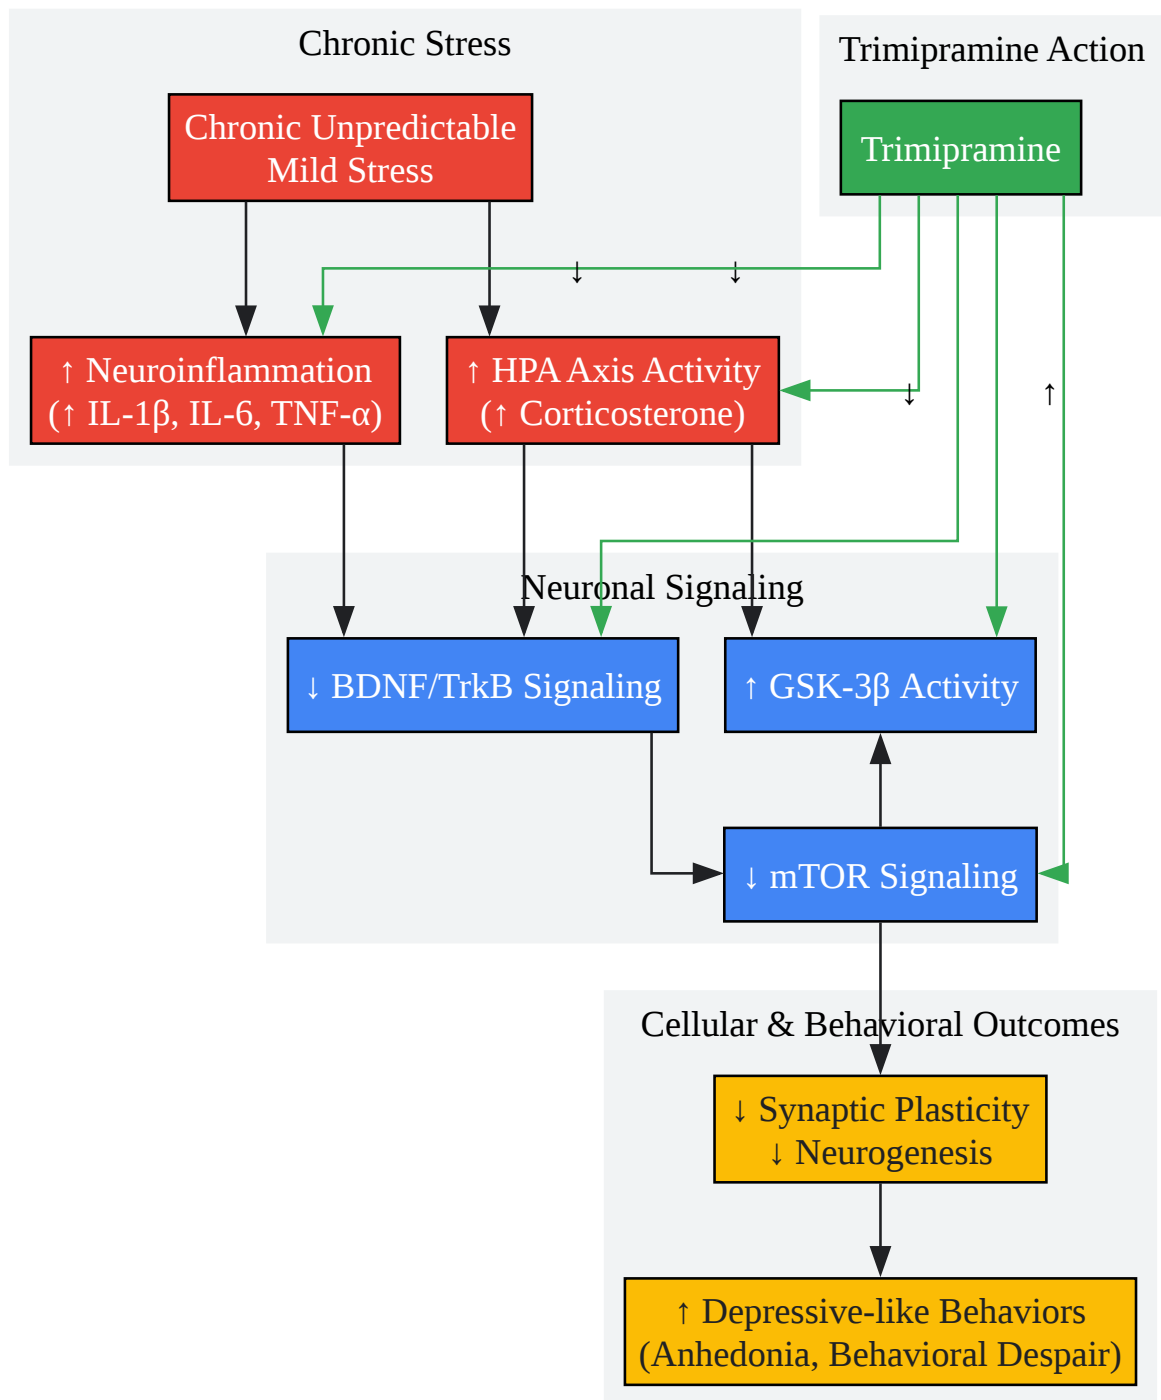 Chronic Stress
Trimipramine Action
Chronic Unpredictable
Mild Stress
Trimipramine
↓
↓
↑ Neuroinflammation
(↑ IL-1β, IL-6, TNF-α)
↑ HPA Axis Activity
(↑ Corticosterone)
↓
↑
Neuronal Signaling
↓ BDNF/TrkB Signaling
↑ GSK-3β Activity
↓ mTOR Signaling
Cellular & Behavioral Outcomes
↓ Synaptic Plasticity
↓ Neurogenesis
↑ Depressive-like Behaviors
(Anhedonia, Behavioral Despair)